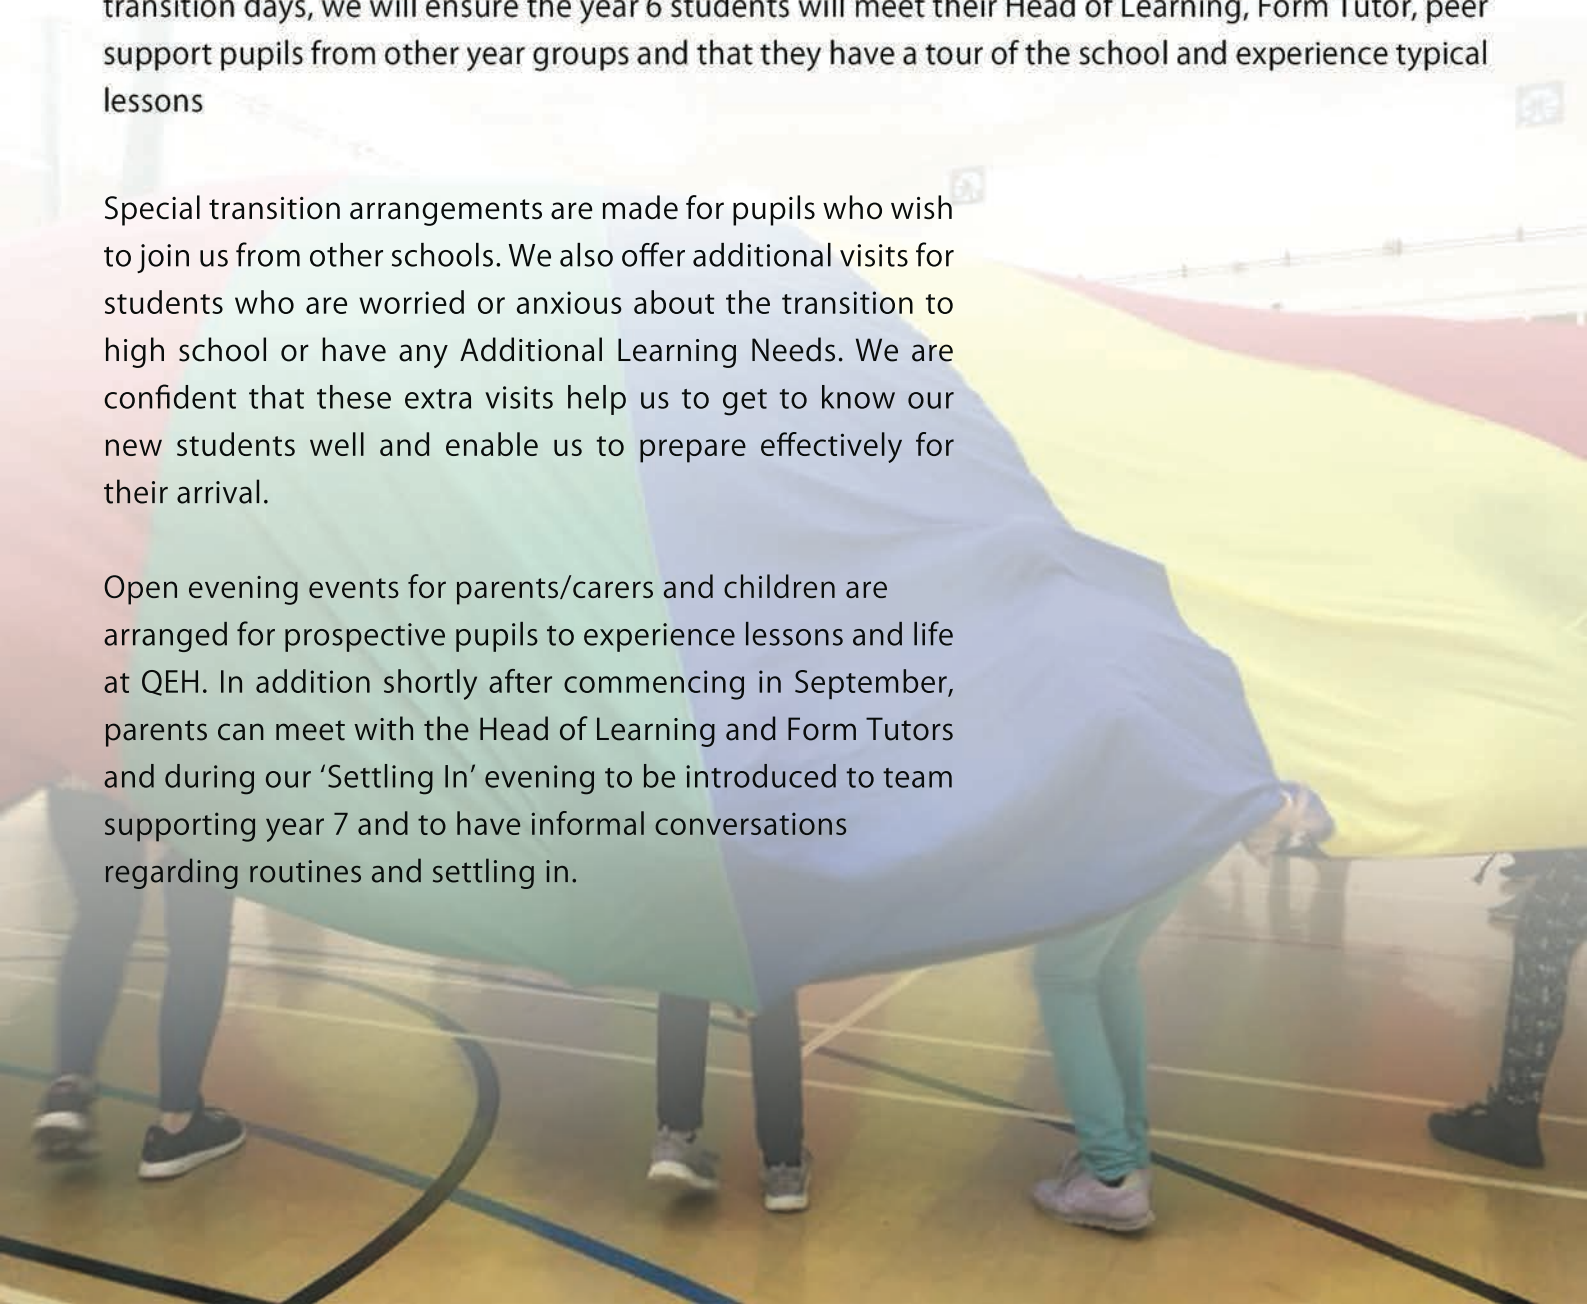 transition days, we will ensure the year 6 students will meet their Head of Learning, Form Tutor, peer
support pupils from other year groups and that they have a tour of the school and experience typical
lessons
Special transition arrangements are made for pupils who wish
to join us from other schools. We also offer additional visits for
students who are worried or anxious about the transition to
high school or have any Additional Learning Needs. We are
confident that these extra visits help us to get to know our
new students well and enable us to prepare effectively for
their arrival.
Open evening events for parents/carers and children are
arranged for prospective pupils to experience lessons and life
at QEH. In addition shortly after commencing in September,
parents can meet with the Head of Learning and Form Tutors
and during our ‘Settling In’ evening to be introduced to team
supporting year 7 and to have informal conversations
regarding routines and settling in.